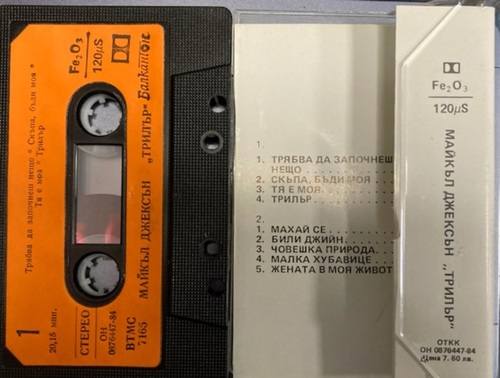 Fe₂O₃
120μS
Трябва да започнеш нещо * Скъпа, бъди моя *
Тя е моя * Трилър
МАЙКЪЛ ДЖЕКСЪН „ТРИЛЪР“ Балкантон
1
20,15 мин.
СТЕРЕО
ОН
0876447-84
ВТМС
7165
1.
1. ТРЯБВА ДА ЗАПОЧНЕШ
НЕЩО
2. СКЪПА, БЪДИ МОЯ
3. ТЯ Е МОЯ
4. ТРИЛЪР
2.
1. МАХАЙ СЕ
2. БИЛИ ДЖИЙН
3. ЧОВЕШКА ПРИРОДА
4. МАЛКА ХУБАВИЦЕ
5. ЖЕНАТА В МОЯ ЖИВОТ
Fe₂O₃
120μS
МАЙКЪЛ ДЖЕКСЪН „ТРИЛЪР“
ОТКК
ОН 0876447-84
Цена 7.60 лв.